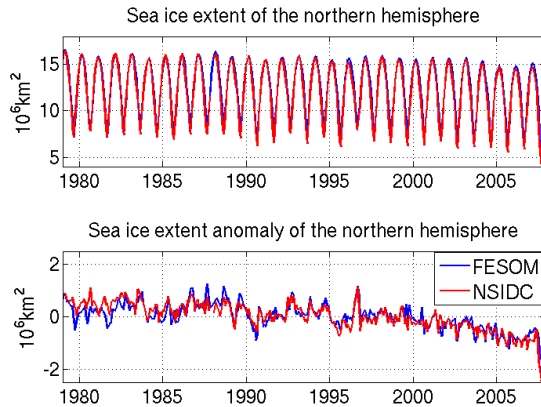 Sea ice extent of the northern hemisphere
15
10
5
10⁶km²
1980 1985 1990 1995 2000 2005
Sea ice extent anomaly of the northern hemisphere
2
0
-2
10⁶km²
FESOM
NSIDC
1980 1985 1990 1995 2000 2005